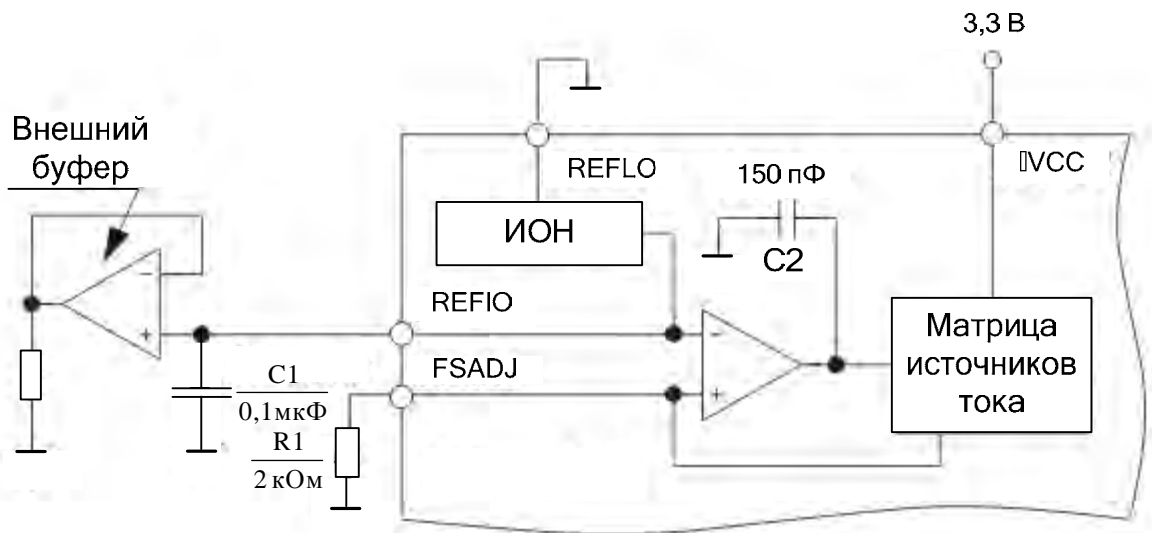 3,3 В
Внешний
буфер
REFLO
150 пФ
VCC
ИОН
C2
REFIO
Матрица
источников
тока
FSADJ
C1
0,1мкФ
R1
2 кОм
−
+
−
+